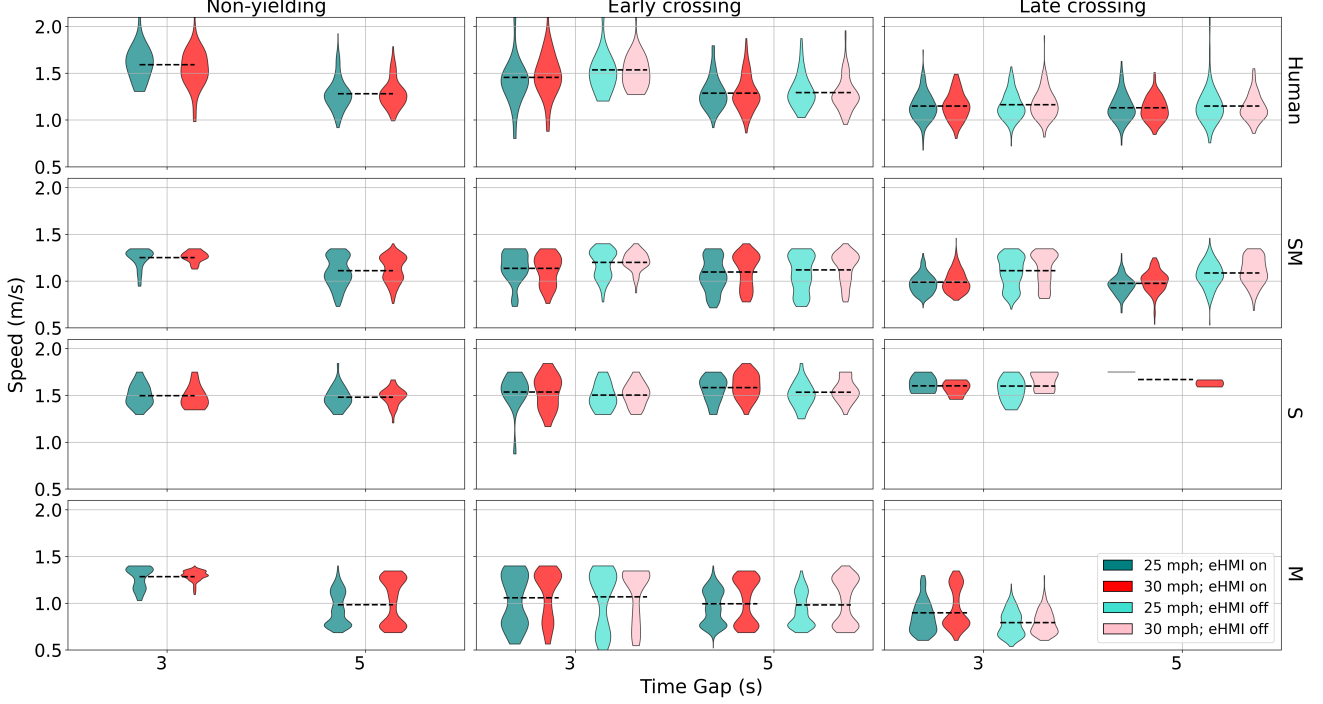 Non-yielding Early crossing Late crossing
2.0
1.5
1.0
0.5
Human
2.0
1.5
1.0
0.5
SM
Speed (m/s)
2.0
1.5
1.0
0.5
S
2.0
1.5
1.0
0.5
M
25 mph; eHMI on
30 mph; eHMI on
25 mph; eHMI off
30 mph; eHMI off
3 5 3 5 3 5
Time Gap (s)